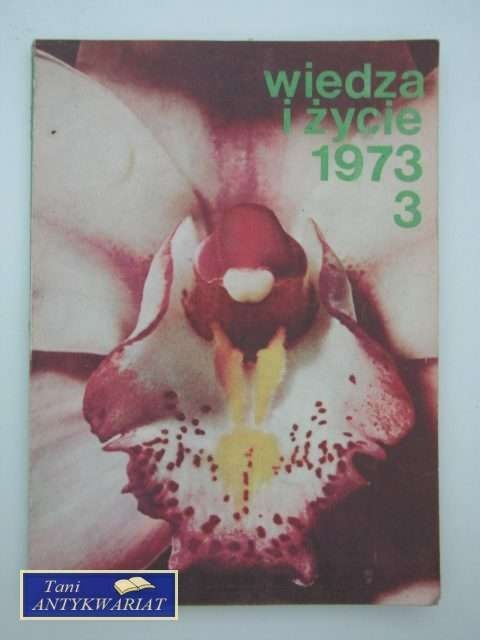 wiedza
i życie
1973
3
Tani
ANTYKWARIAT